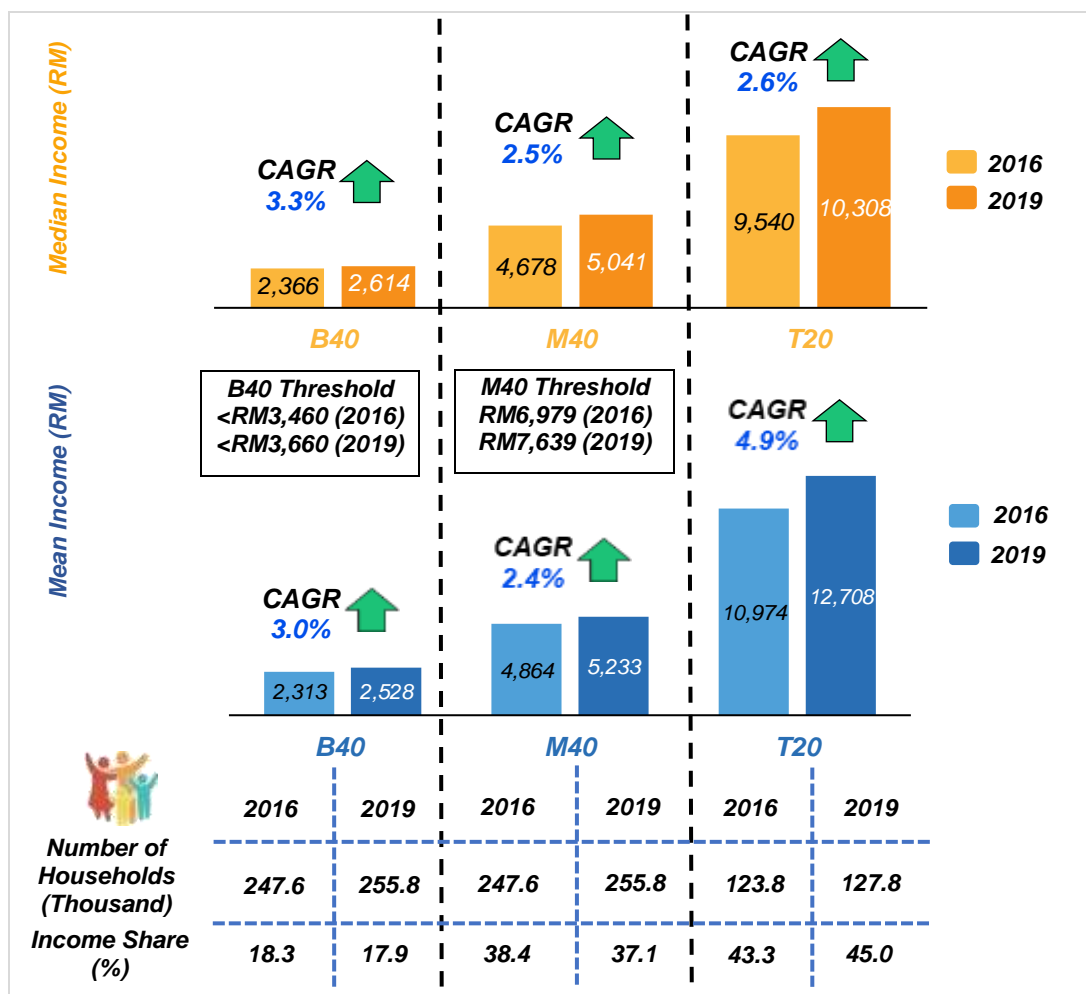 Median Income (RM)
CAGR
3.3%
2,366
2,614
B40
CAGR
2.5%
4,678
5,041
M40
CAGR
2.6%
9,540
10,308
T20
2016
2019
B40 Threshold
<RM3,460 (2016)
<RM3,660 (2019)
M40 Threshold
RM6,979 (2016)
RM7,639 (2019)
Mean Income (RM)
CAGR
3.0%
2,313
2,528
B40
CAGR
2.4%
4,864
5,233
M40
CAGR
4.9%
10,974
12,708
T20
2016
2019
2016 2019 2016 2019 2016 2019
Number of
Households
(Thousand)
247.6 255.8 247.6 255.8 123.8 127.8
Income Share
(%)
18.3 17.9 38.4 37.1 43.3 45.0